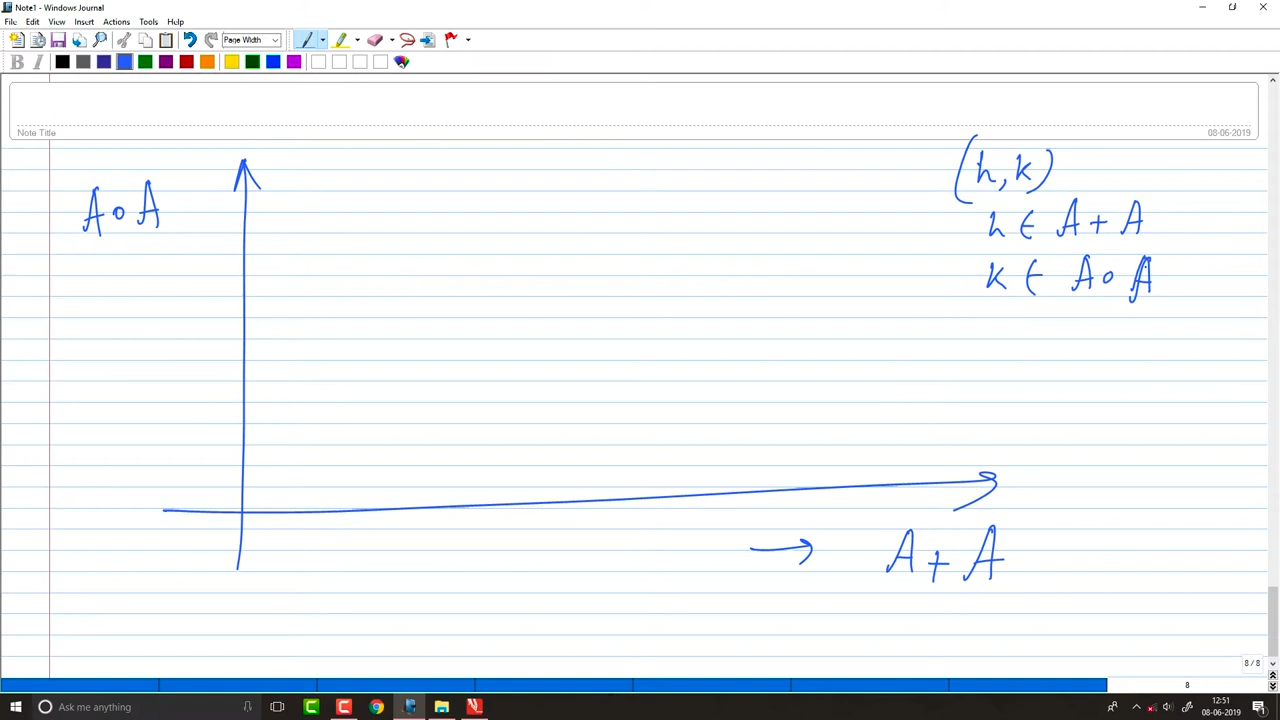 Note1 - Windows Journal
File Edit View Insert Actions Tools Help
Page Width
B I
Note Title
08-06-2019
(h, k)
A∘A
h ∈ A + A
k ∈ A∘A
→ A + A
8 / 8
8
Ask me anything
12:51
08-06-2019